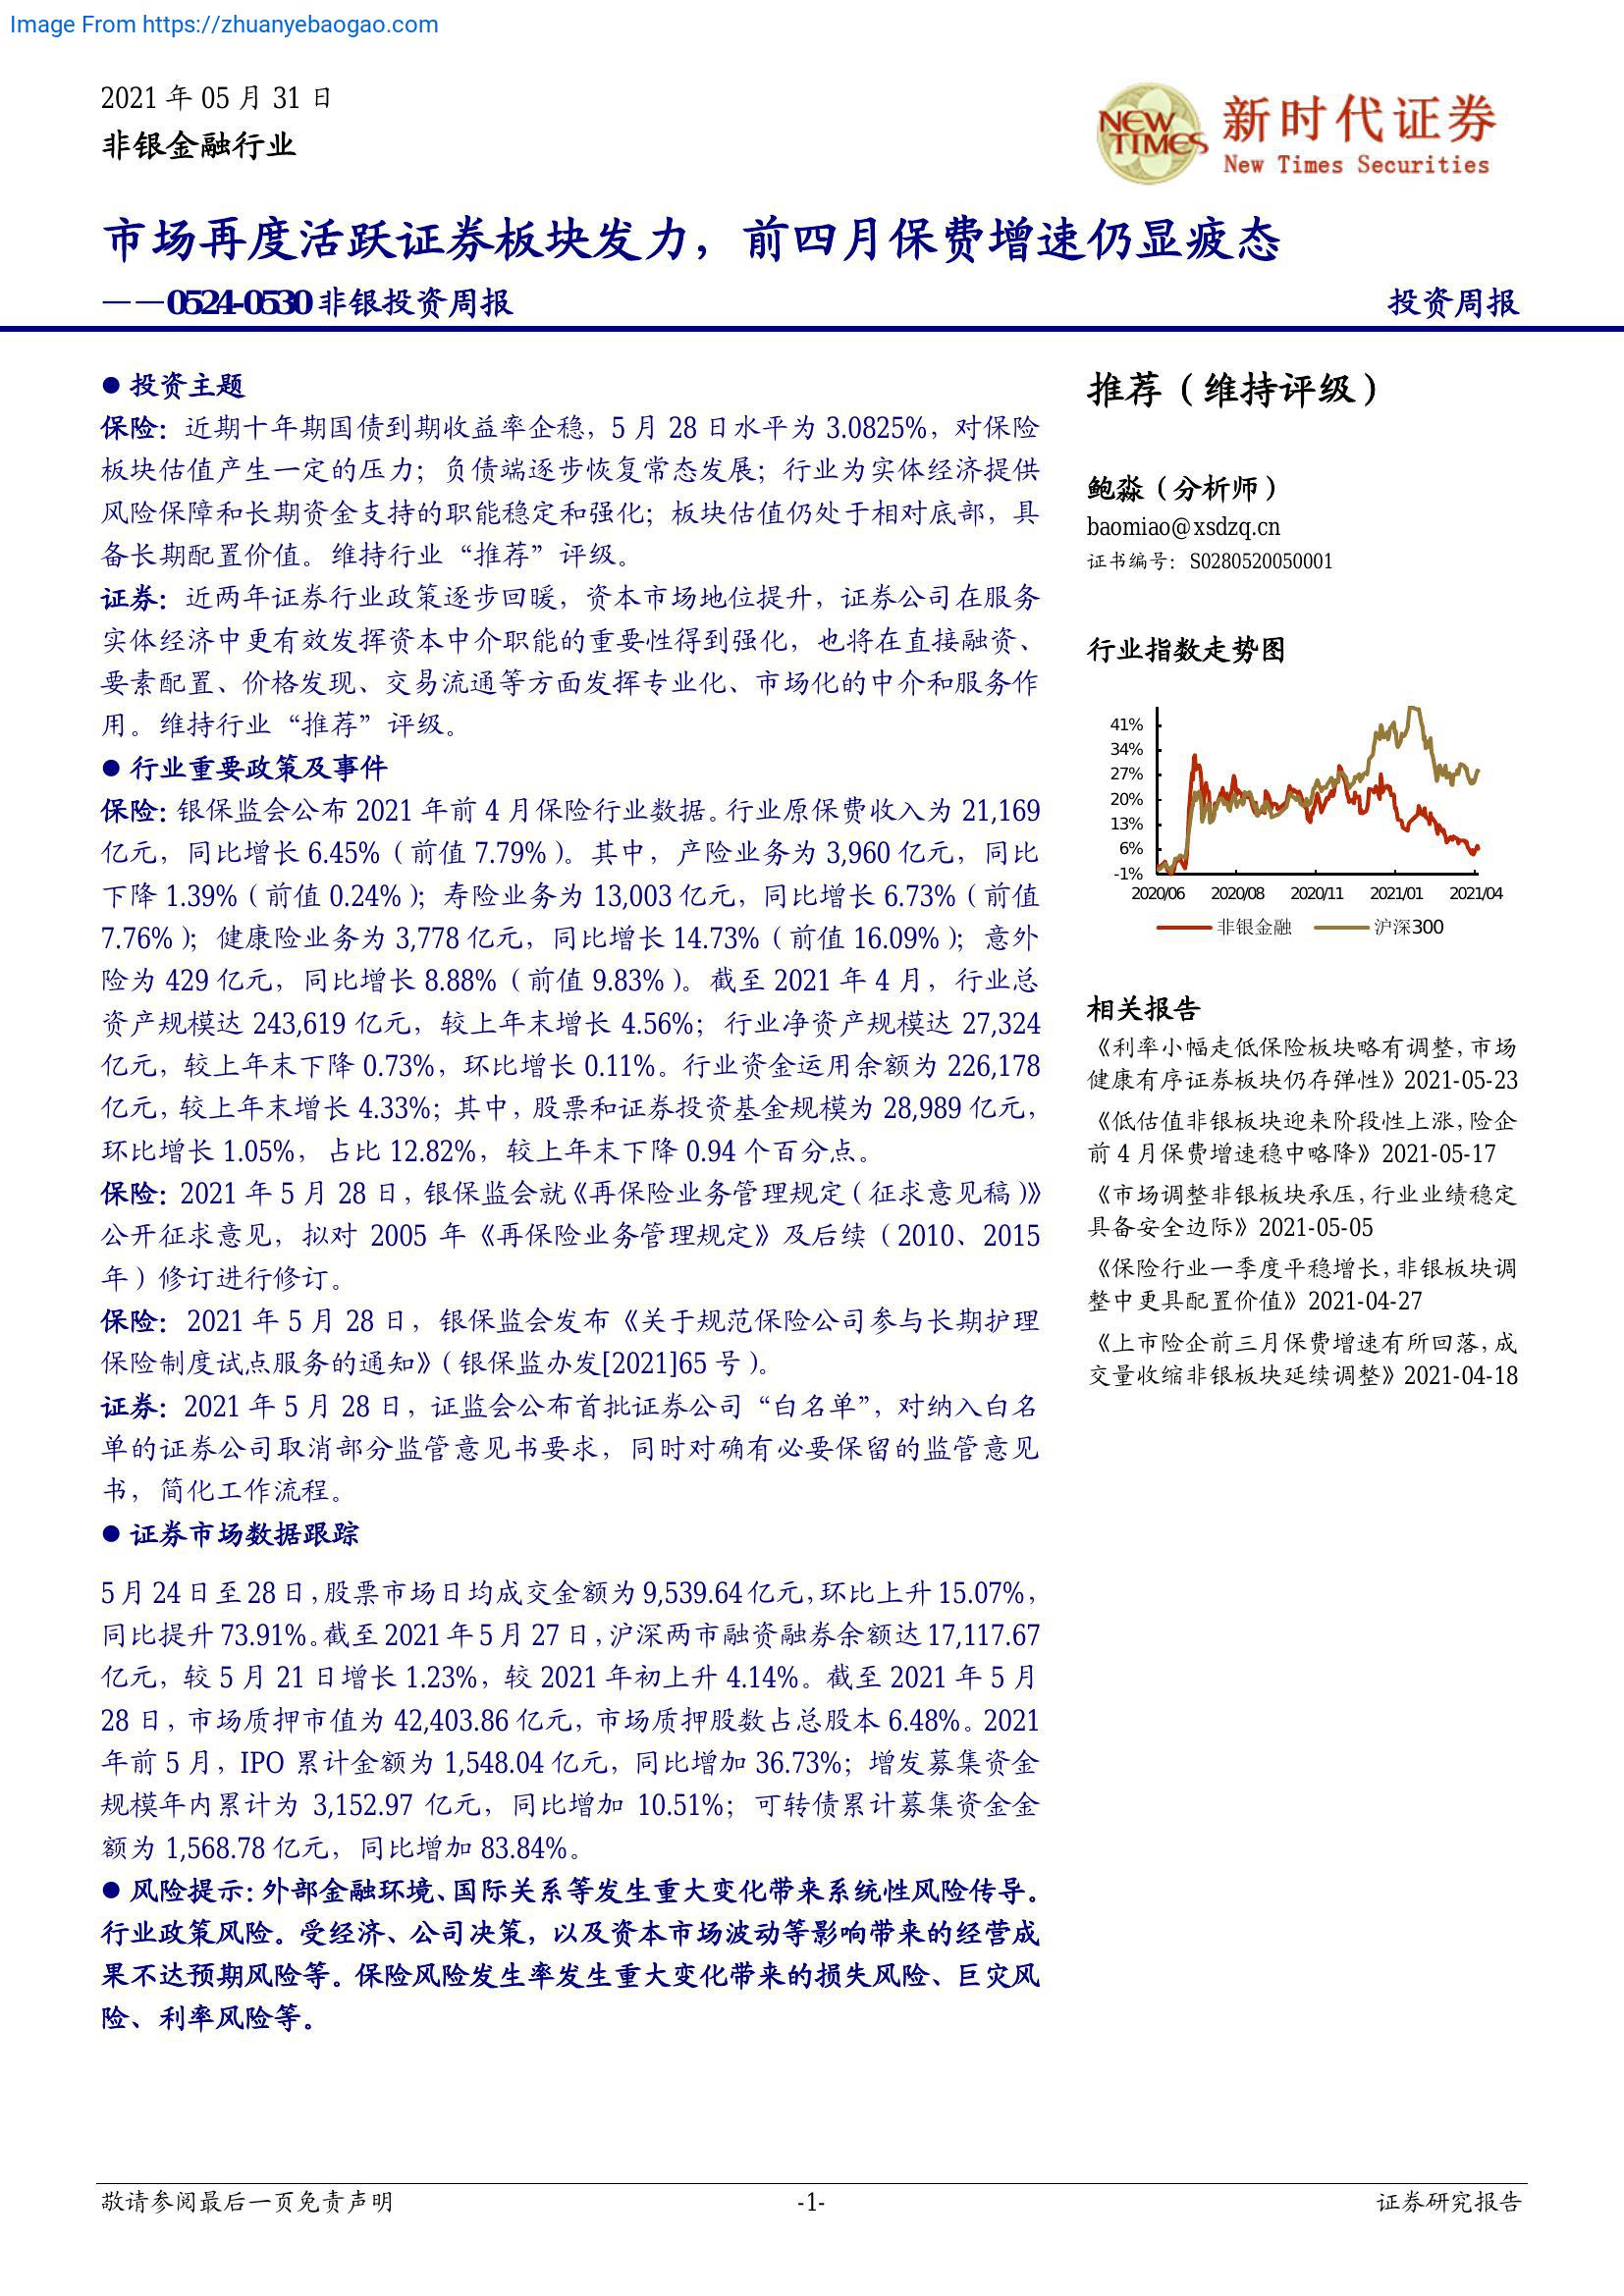 Image From https://zhuanyebaogao.com
2021 年 05 月 31 日
非银金融行业
NEW TIMES
新时代证券
New Times Securities
市场再度活跃证券板块发力，前四月保费增速仍显疲态
——0524-0530 非银投资周报
投资周报
● 投资主题
保险：近期十年期国债到期收益率企稳，5 月 28 日水平为 3.0825%，对保险
板块估值产生一定的压力；负债端逐步恢复常态发展；行业为实体经济提供
风险保障和长期资金支持的职能稳定和强化；板块估值仍处于相对底部，具
备长期配置价值。维持行业“推荐”评级。
证券：近两年证券行业政策逐步回暖，资本市场地位提升，证券公司在服务
实体经济中更有效发挥资本中介职能的重要性得到强化，也将在直接融资、
要素配置、价格发现、交易流通等方面发挥专业化、市场化的中介和服务作
用。维持行业“推荐”评级。
● 行业重要政策及事件
保险：银保监会公布 2021 年前 4 月保险行业数据。行业原保费收入为 21,169
亿元，同比增长 6.45%（前值 7.79%）。其中，产险业务为 3,960 亿元，同比
下降 1.39%（前值 0.24%）；寿险业务为 13,003 亿元，同比增长 6.73%（前值
7.76%）；健康险业务为 3,778 亿元，同比增长 14.73%（前值 16.09%）；意外
险为 429 亿元，同比增长 8.88%（前值 9.83%）。截至 2021 年 4 月，行业总
资产规模达 243,619 亿元，较上年末增长 4.56%；行业净资产规模达 27,324
亿元，较上年末下降 0.73%，环比增长 0.11%。行业资金运用余额为 226,178
亿元，较上年末增长 4.33%；其中，股票和证券投资基金规模为 28,989 亿元，
环比增长 1.05%，占比 12.82%，较上年末下降 0.94 个百分点。
保险：2021 年 5 月 28 日，银保监会就《再保险业务管理规定（征求意见稿）》
公开征求意见，拟对 2005 年《再保险业务管理规定》及后续（2010、2015
年）修订进行修订。
保险：2021 年 5 月 28 日，银保监会发布《关于规范保险公司参与长期护理
保险制度试点服务的通知》（银保监办发[2021]65 号）。
证券：2021 年 5 月 28 日，证监会公布首批证券公司“白名单”，对纳入白名
单的证券公司取消部分监管意见书要求，同时对确有必要保留的监管意见
书，简化工作流程。
● 证券市场数据跟踪
5 月 24 日至 28 日，股票市场日均成交金额为 9,539.64 亿元，环比上升 15.07%，
同比提升 73.91%。截至 2021 年 5 月 27 日，沪深两市融资融券余额达 17,117.67
亿元，较 5 月 21 日增长 1.23%，较 2021 年初上升 4.14%。截至 2021 年 5 月
28 日，市场质押市值为 42,403.86 亿元，市场质押股数占总股本 6.48%。2021
年前 5 月，IPO 累计金额为 1,548.04 亿元，同比增加 36.73%；增发募集资金
规模年内累计为 3,152.97 亿元，同比增加 10.51%；可转债累计募集资金金
额为 1,568.78 亿元，同比增加 83.84%。
● 风险提示：外部金融环境、国际关系等发生重大变化带来系统性风险传导。
行业政策风险。受经济、公司决策，以及资本市场波动等影响带来的经营成
果不达预期风险等。保险风险发生率发生重大变化带来的损失风险、巨灾风
险、利率风险等。
推荐（维持评级）
鲍淼（分析师）
baomiao@xsdzq.cn
证书编号：S0280520050001
行业指数走势图
41%
34%
27%
20%
13%
6%
-1%
2020/06 2020/08 2020/11 2021/01 2021/04
非银金融 沪深300
相关报告
《利率小幅走低保险板块略有调整，市场
健康有序证券板块仍存弹性》2021-05-23
《低估值非银板块迎来阶段性上涨，险企
前 4 月保费增速稳中略降》2021-05-17
《市场调整非银板块承压，行业业绩稳定
具备安全边际》2021-05-05
《保险行业一季度平稳增长，非银板块调
整中更具配置价值》2021-04-27
《上市险企前三月保费增速有所回落，成
交量收缩非银板块延续调整》2021-04-18
敬请参阅最后一页免责声明
-1-
证券研究报告